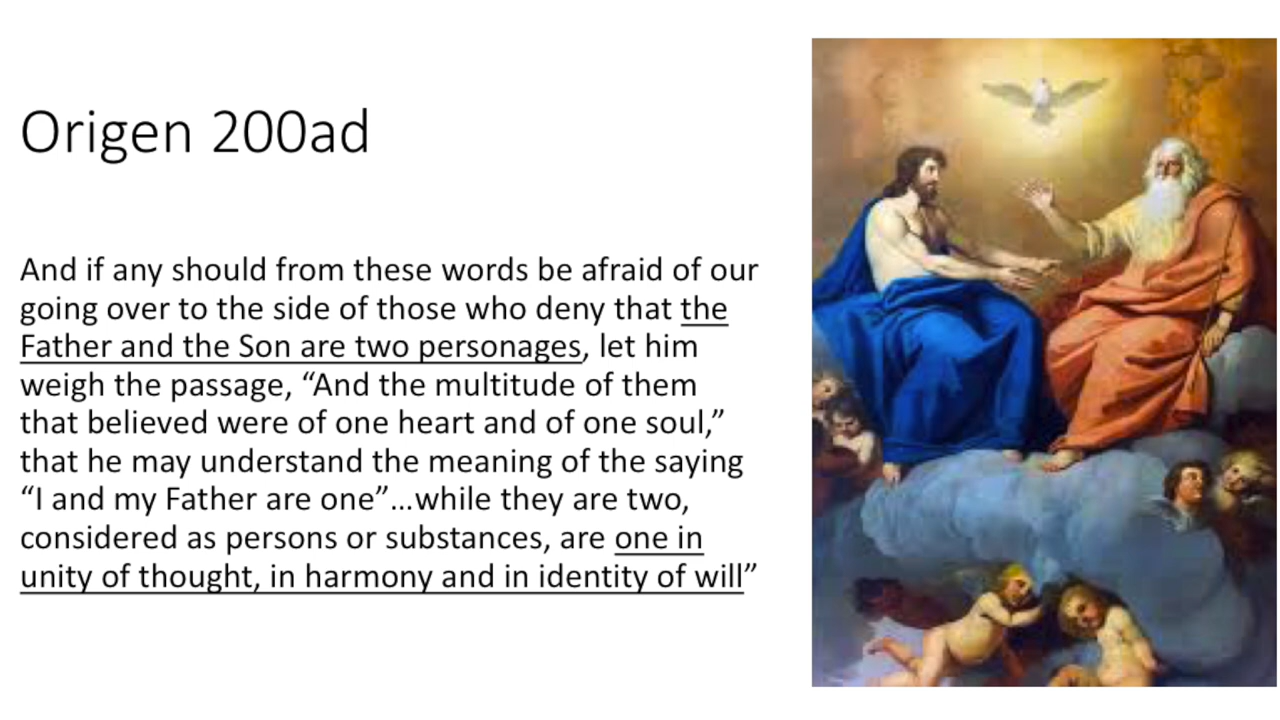 Origen 200ad
And if any should from these words be afraid of our
going over to the side of those who deny that the
Father and the Son are two personages, let him
weigh the passage, “And the multitude of them
that believed were of one heart and of one soul,”
that he may understand the meaning of the saying
“I and my Father are one”…while they are two,
considered as persons or substances, are one in
unity of thought, in harmony and in identity of will”